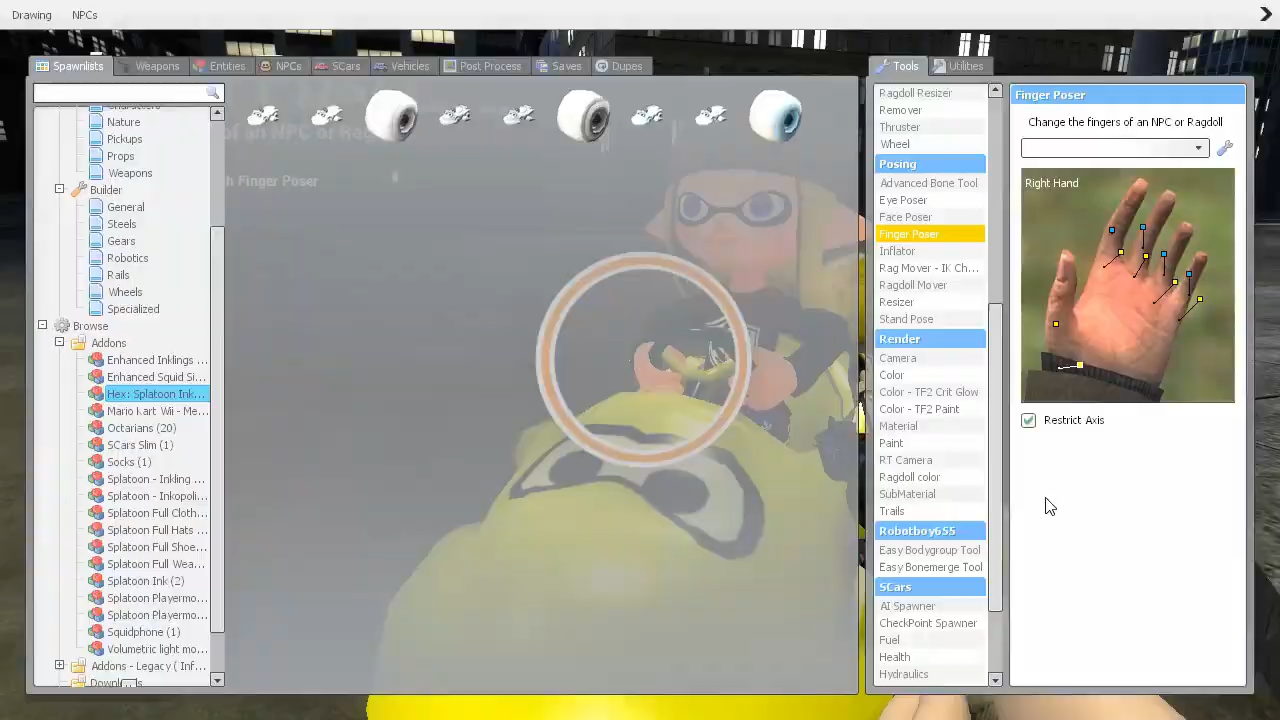 Drawing NPCs
Spawnlists Weapons Entities NPCs SCars Vehicles Post Process Saves Dupes
Tools Utilities
Nature
Pickups
Props
Weapons
Builder
General
Steels
Gears
Robotics
Rails
Wheels
Specialized
Browse
Addons
Enhanced Inklings ...
Enhanced Squid Si...
Hex: Splatoon Ink...
Mario Kart Wii - Me...
Octarians (20)
SCars Slim (1)
Socks (1)
Splatoon - Inkling ...
Splatoon - Inkopoli...
Splatoon Full Cloth...
Splatoon Full Hats ...
Splatoon Full Shoe...
Splatoon Full Wea...
Splatoon Ink (2)
Splatoon Playermo...
Splatoon Playermo...
Squidphone (1)
Volumetric light mo...
Addons - Legacy ( Inf...
of an NPC or Rag
h Finger Poser
Ragdoll Resizer
Remover
Thruster
Wheel
Posing
Advanced Bone Tool
Eye Poser
Face Poser
Finger Poser
Inflator
Rag Mover - IK Ch...
Ragdoll Mover
Resizer
Stand Pose
Render
Camera
Color
Color - TF2 Crit Glow
Color - TF2 Paint
Material
Paint
RT Camera
Ragdoll color
SubMaterial
Trails
Robotboy655
Easy Bodygroup Tool
Easy Bonemerge Tool
SCars
AI Spawner
CheckPoint Spawner
Fuel
Health
Hydraulics
Finger Poser
Change the fingers of an NPC or Ragdoll
Right Hand
Restrict Axis